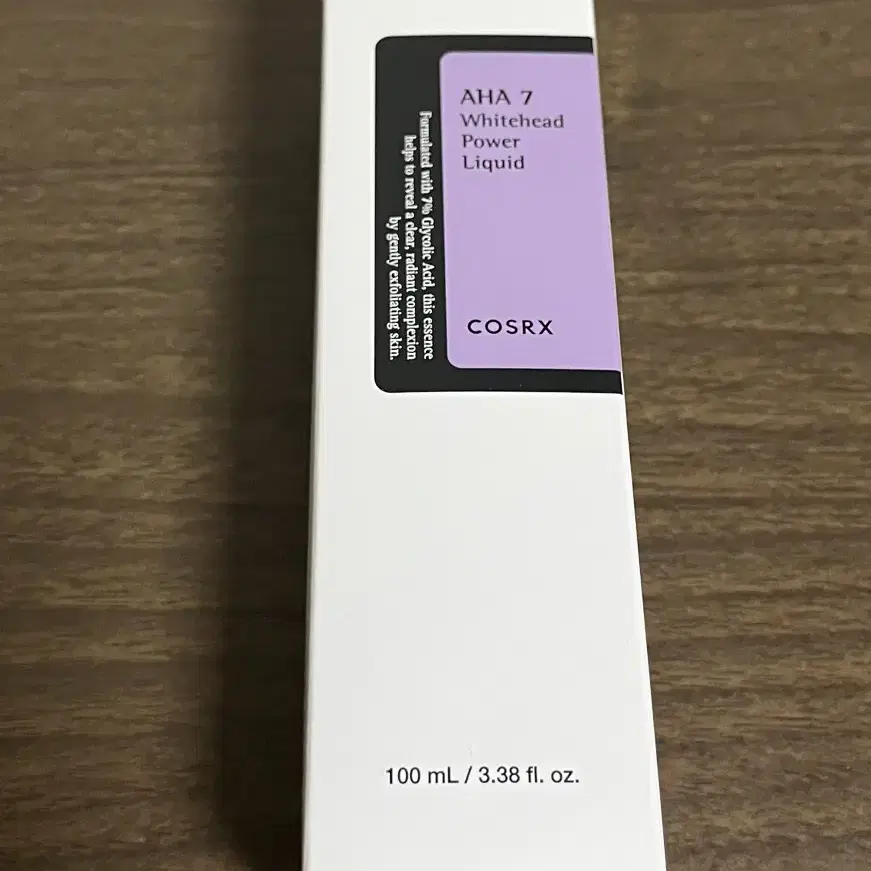 AHA 7
Whitehead
Power
Liquid
COSRX
Formulated with 7% Glycolic Acid, this essence
helps to reveal a clear, radiant complexion
by gently exfoliating skin.
100 mL / 3.38 fl. oz.